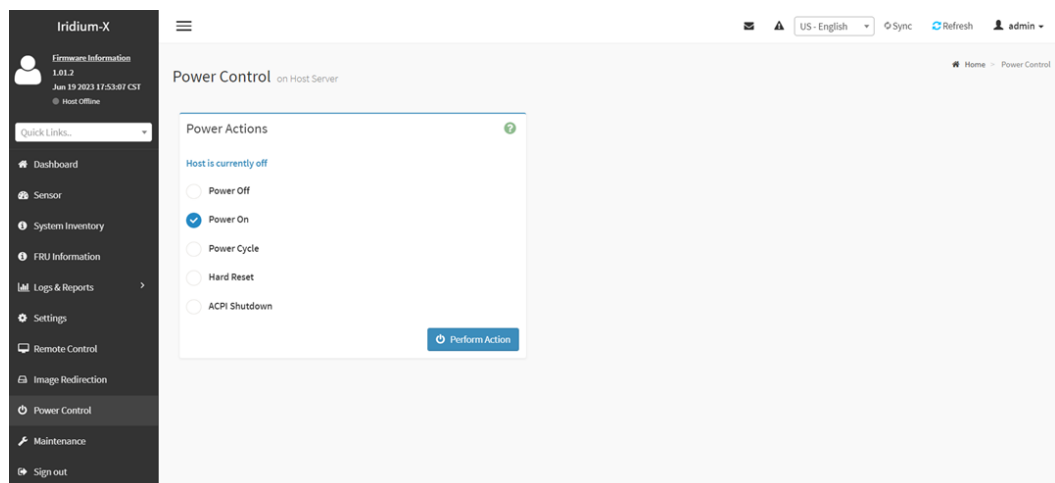 Iridium-X
Firmware Information
1.01.2
Jun 19 2023 17:53:07 CST
Host Offline
Quick Links..
Dashboard
Sensor
System Inventory
FRU Information
Logs & Reports
Settings
Remote Control
Image Redirection
Power Control
Maintenance
Sign out
US - English
Sync
Refresh
admin
Power Control on Host Server
Home > Power Control
Power Actions
Host is currently off
Power Off
Power On
Power Cycle
Hard Reset
ACPI Shutdown
Perform Action